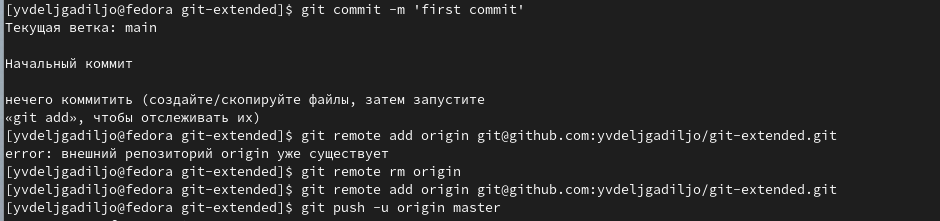 [yvdeljgadiljo@fedora git-extended]$ git commit -m 'first commit'
Текущая ветка: main
Начальный коммит
нечего коммитить (создайте/скопируйте файлы, затем запустите
«git add», чтобы отслеживать их)
[yvdeljgadiljo@fedora git-extended]$ git remote add origin git@github.com:yvdeljgadiljo/git-extended.git
error: внешний репозиторий origin уже существует
[yvdeljgadiljo@fedora git-extended]$ git remote rm origin
[yvdeljgadiljo@fedora git-extended]$ git remote add origin git@github.com:yvdeljgadiljo/git-extended.git
[yvdeljgadiljo@fedora git-extended]$ git push -u origin master